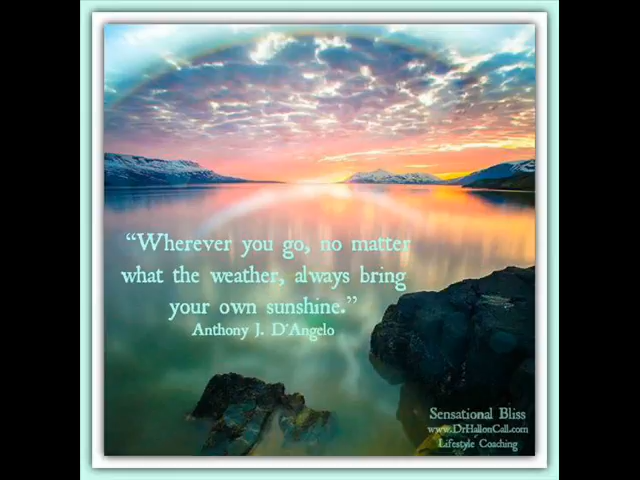 “Wherever you go, no matter
what the weather, always bring
your own sunshine.”
Anthony J. D'Angelo
Sensational Bliss
www.DrHallonCall.com
Lifestyle Coaching